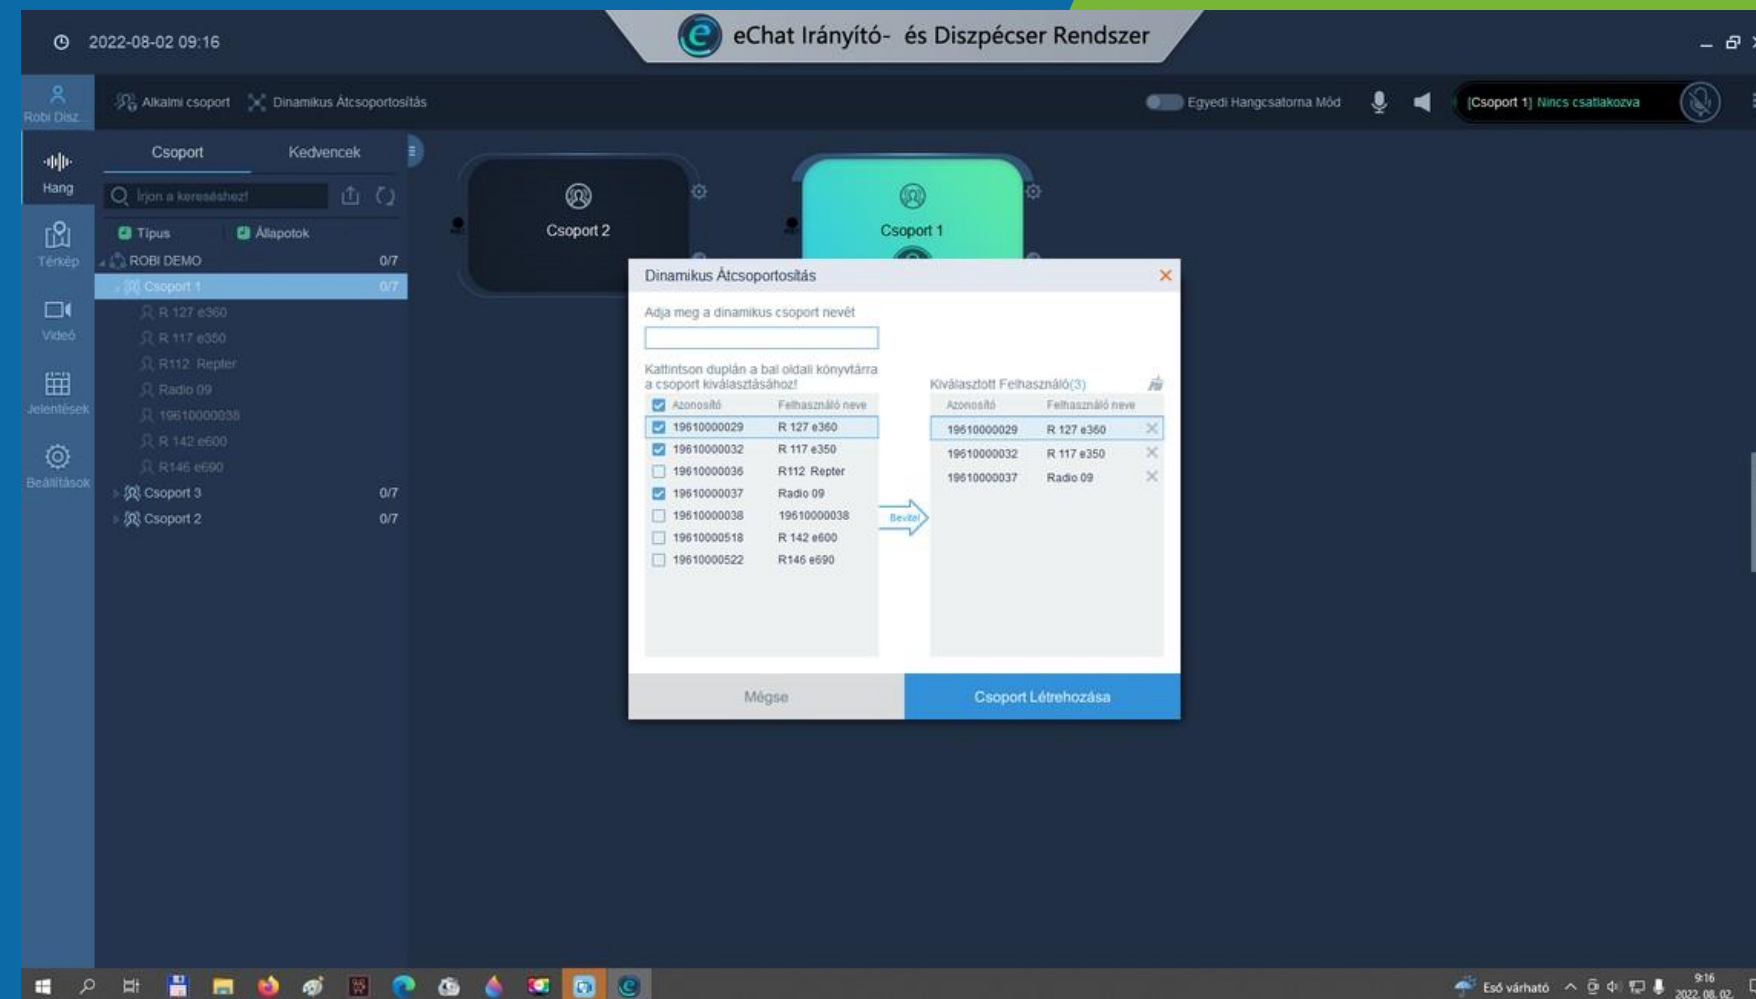 2022-08-02 09:16
eChat Irányító- és Diszpécser Rendszer
Robi Disz...
Alkalmi csoport
Dinamikus Átcsoportosítás
Egyedi Hangcsatorna Mód
[Csoport 1] Nincs csatlakozva
Hang
Térkép
Videó
Jelentések
Beállítások
Csoport
Kedvencek
Írjon a kereséshez!
Típus
Állapotok
ROBI DEMO 0/7
Csoport 1 0/7
R 127 e360
R 117 e350
R112 Repter
Radio 09
19610000038
R 142 e600
R146 e690
Csoport 3 0/7
Csoport 2 0/7
Csoport 2
Csoport 1
Dinamikus Átcsoportosítás
Adja meg a dinamikus csoport nevét
Kattintson duplán a bal oldali könyvtárra
a csoport kiválasztásához!
Azonosító Felhasználó neve
19610000029 R 127 e360
19610000032 R 117 e350
19610000036 R112 Repter
19610000037 Radio 09
19610000038 19610000038
19610000518 R 142 e600
19610000522 R146 e690
Bevitel
Kiválasztott Felhasználó(3)
Azonosító Felhasználó neve
19610000029 R 127 e360
19610000032 R 117 e350
19610000037 Radio 09
Mégse
Csoport Létrehozása
Eső várható
9:16
2022. 08. 02.